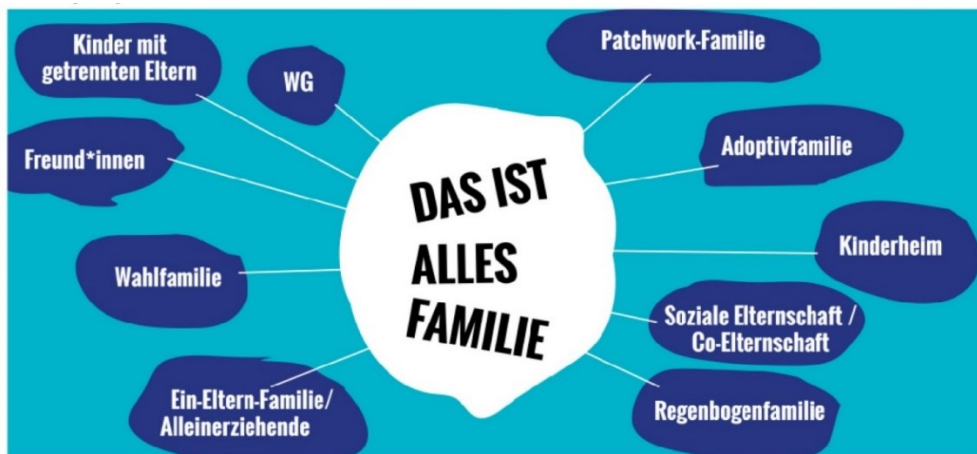 Kinder mit
getrennten Eltern
WG
Freund*innen
Wahlfamilie
Ein-Eltern-Familie/
Alleinerziehende
DAS IST
ALLES
FAMILIE
Patchwork-Familie
Adoptivfamilie
Kinderheim
Soziale Elternschaft /
Co-Elternschaft
Regenbogenfamilie